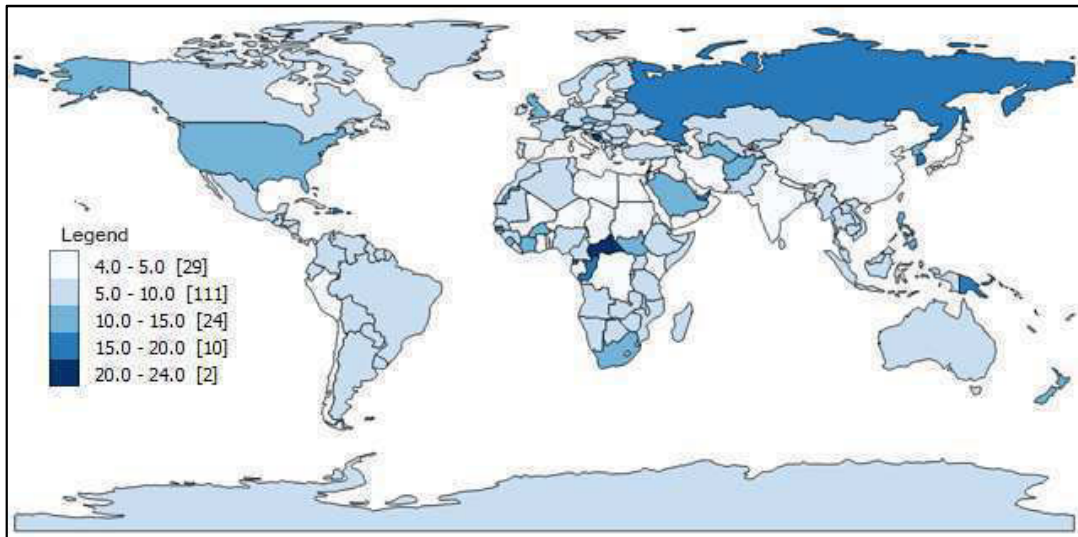 Legend
4.0 - 5.0 [29]
5.0 - 10.0 [111]
10.0 - 15.0 [24]
15.0 - 20.0 [10]
20.0 - 24.0 [2]